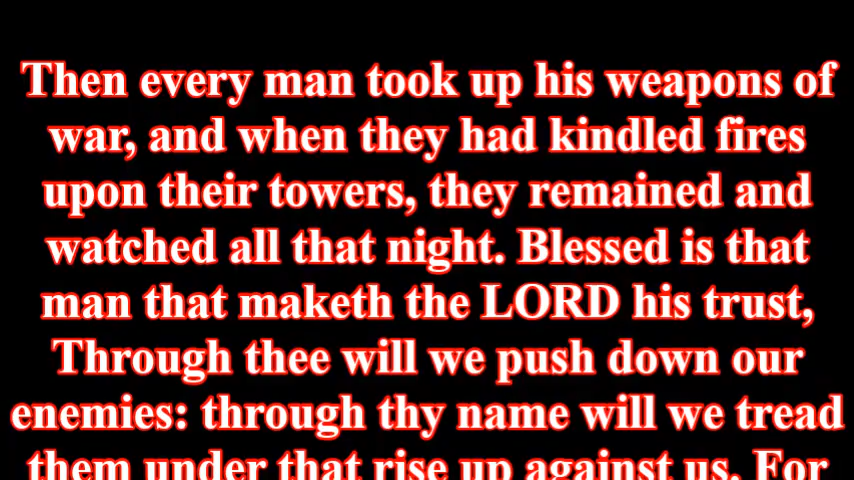 Then every man took up his weapons of
war, and when they had kindled fires
upon their towers, they remained and
watched all that night. Blessed is that
man that maketh the LORD his trust,
Through thee will we push down our
enemies: through thy name will we tread
them under that rise up against us. For